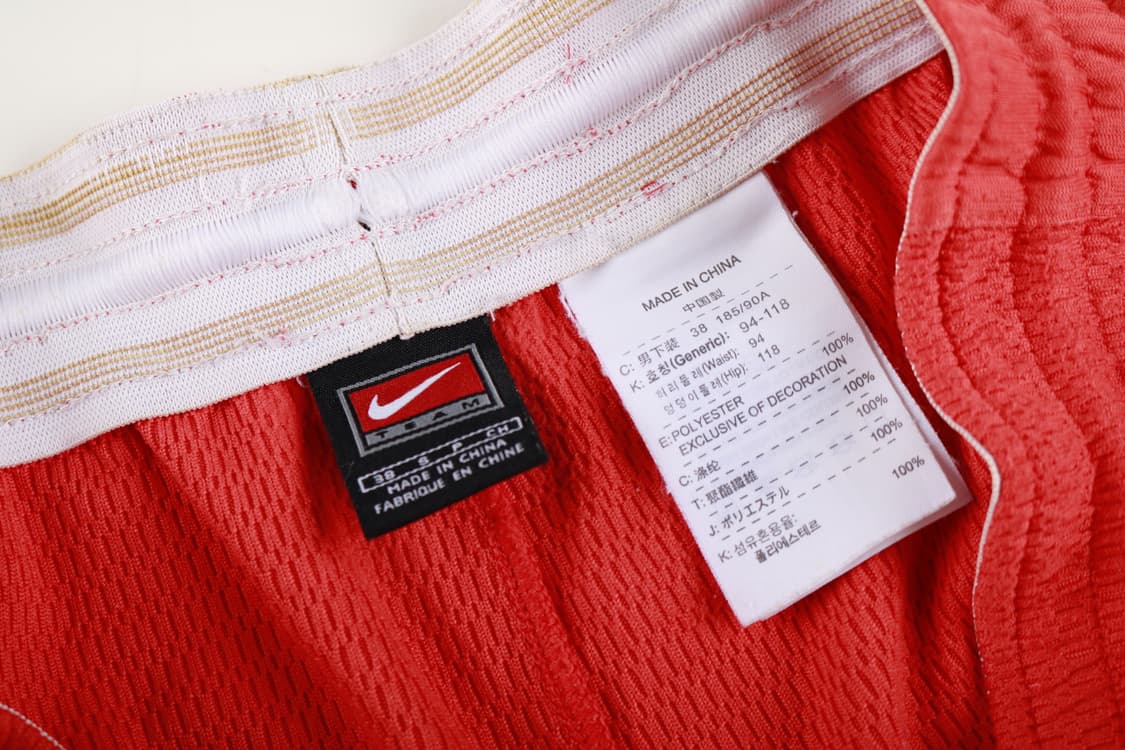 TEAM
38 S P CH
MADE IN CHINA
FABRIQUE EN CHINE
MADE IN CHINA
中国製
C: 男下装 38 185/90A
K: 호칭(Generic): 94-118
허리둘레(Waist): 94
엉덩이둘레(Hip): 118
E:POLYESTER 100%
EXCLUSIVE OF DECORATION
C: 涤纶 100%
T: 聚酯纖維 100%
J: ポリエステル 100%
K: 섬유혼용율:
폴리에스테르 100%